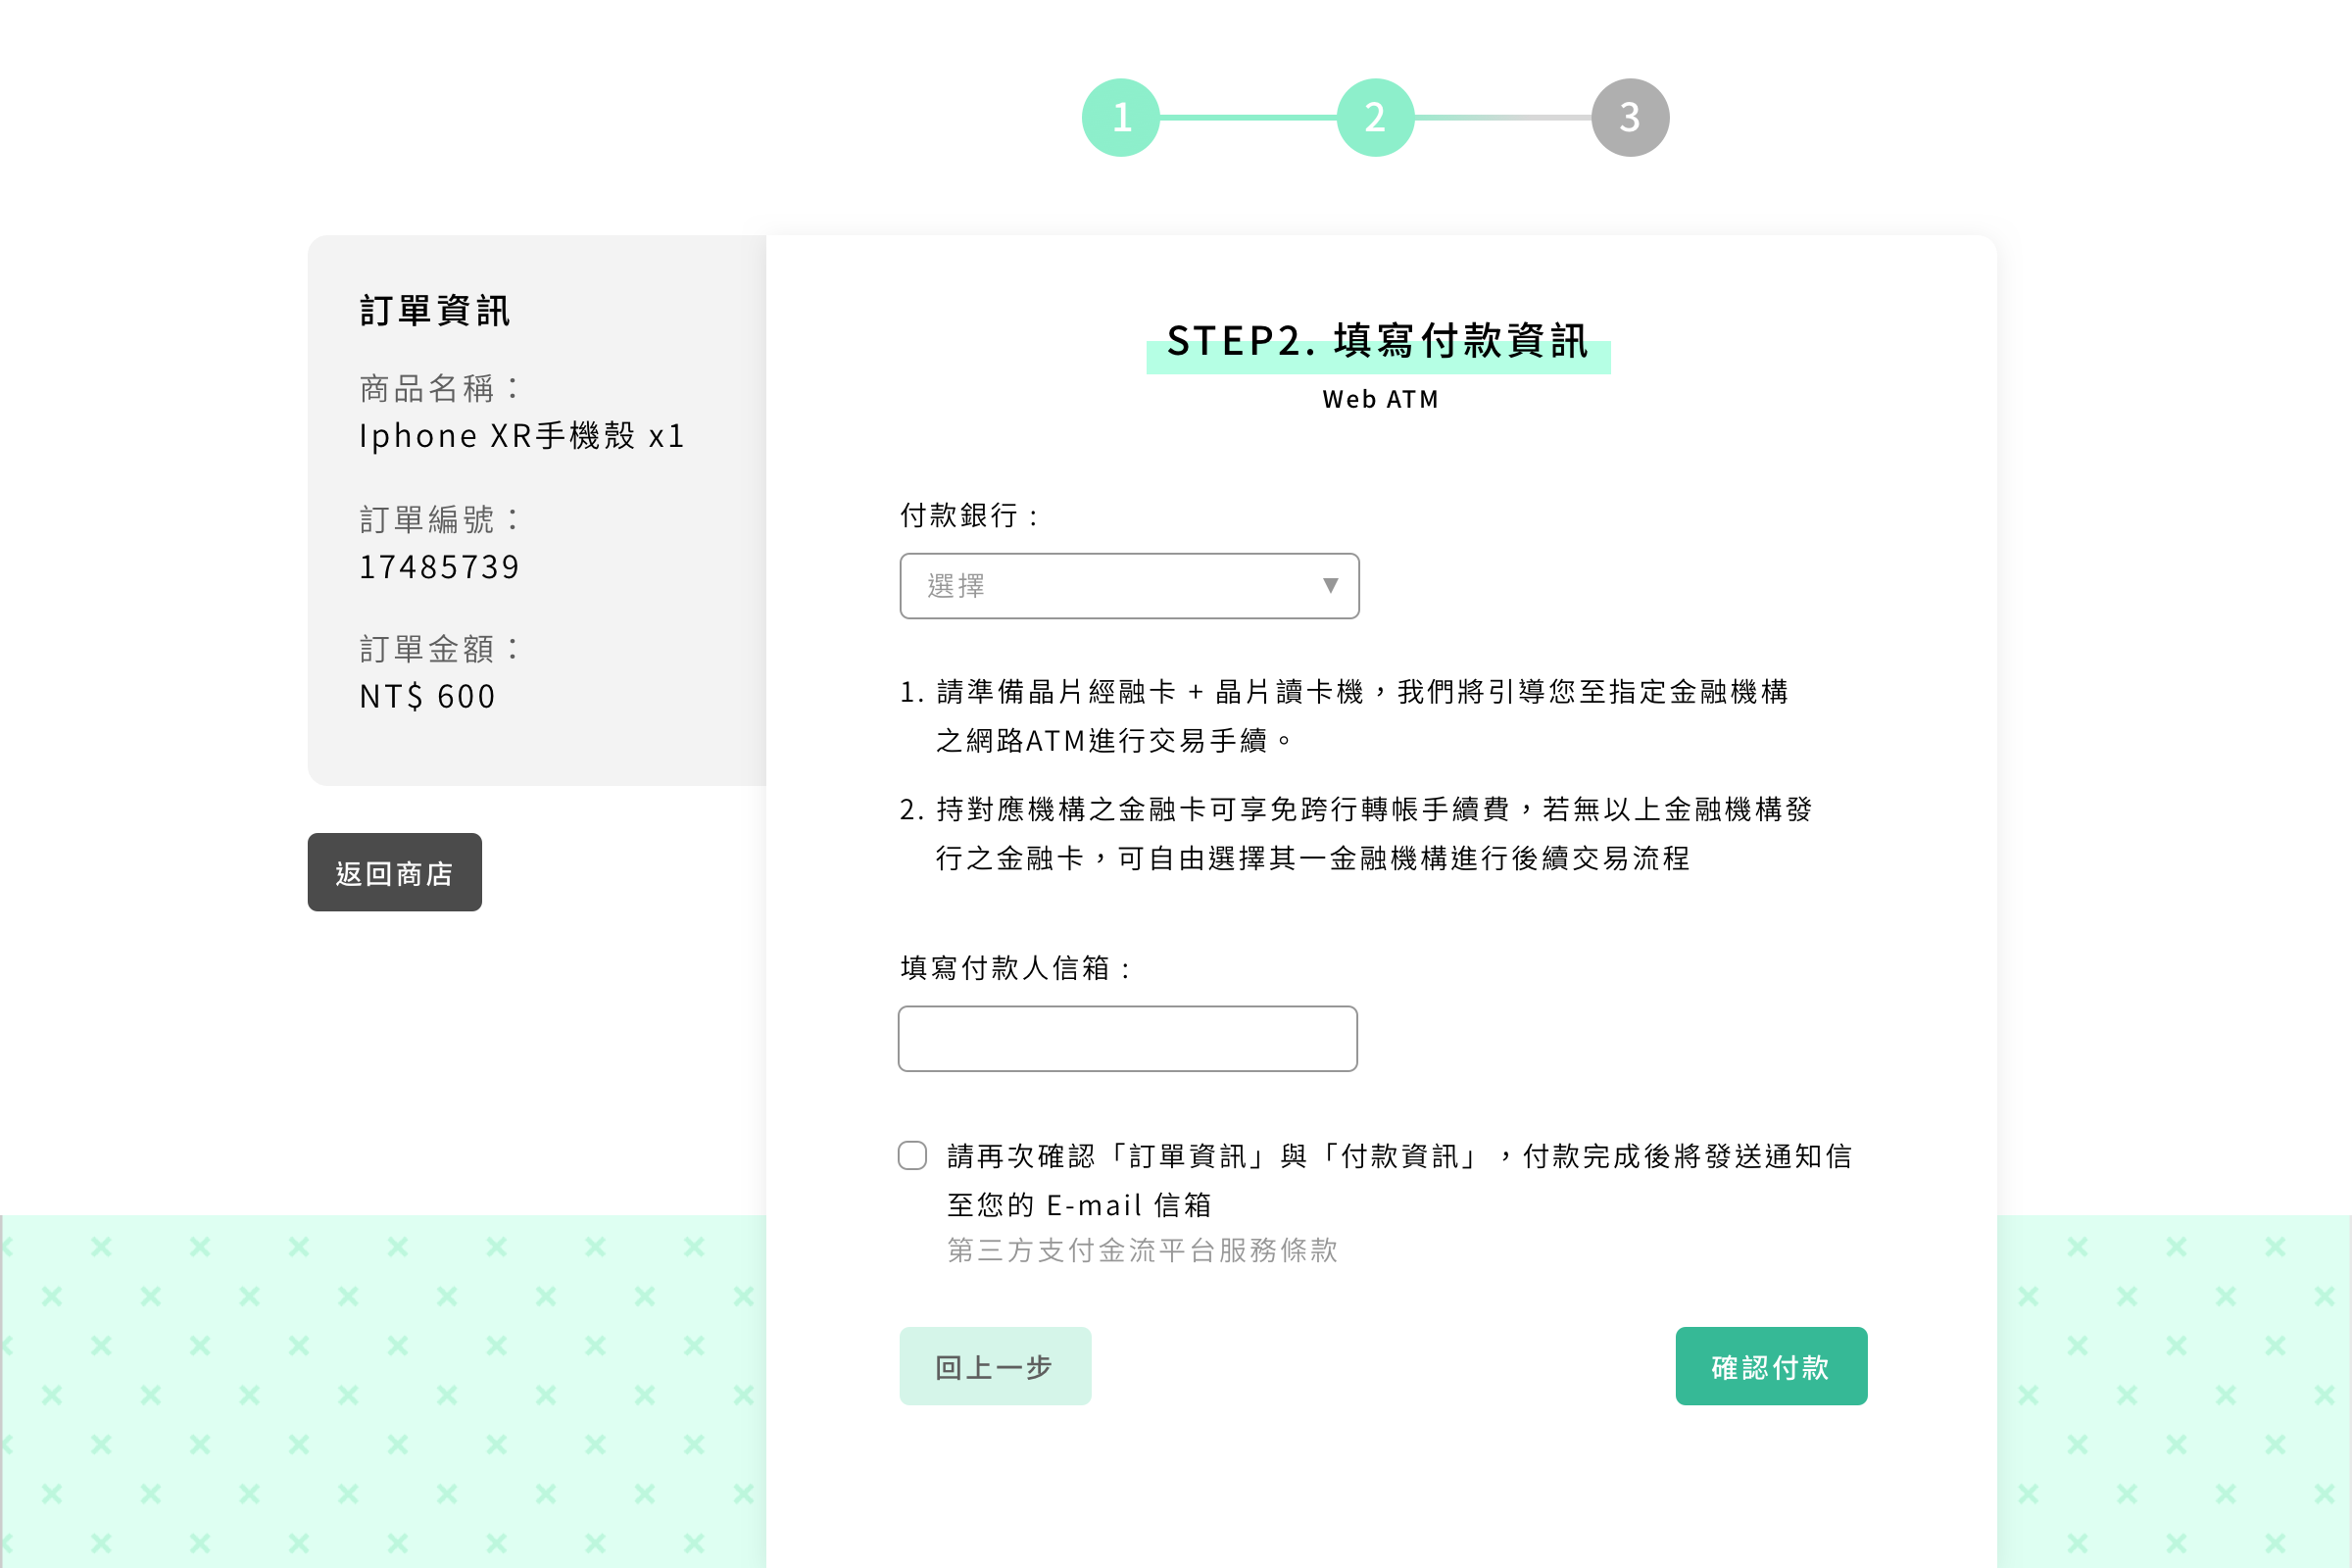 1 2 3
訂單資訊
商品名稱：
Iphone XR手機殼 x1
訂單編號：
17485739
訂單金額：
NT$ 600
返回商店
STEP2. 填寫付款資訊
Web ATM
付款銀行 :
選擇 ▼
1. 請準備晶片經融卡 + 晶片讀卡機，我們將引導您至指定金融機構
之網路ATM進行交易手續。
2. 持對應機構之金融卡可享免跨行轉帳手續費，若無以上金融機構發
行之金融卡，可自由選擇其一金融機構進行後續交易流程
填寫付款人信箱 :
請再次確認「訂單資訊」與「付款資訊」，付款完成後將發送通知信
至您的 E-mail 信箱
第三方支付金流平台服務條款
回上一步
確認付款